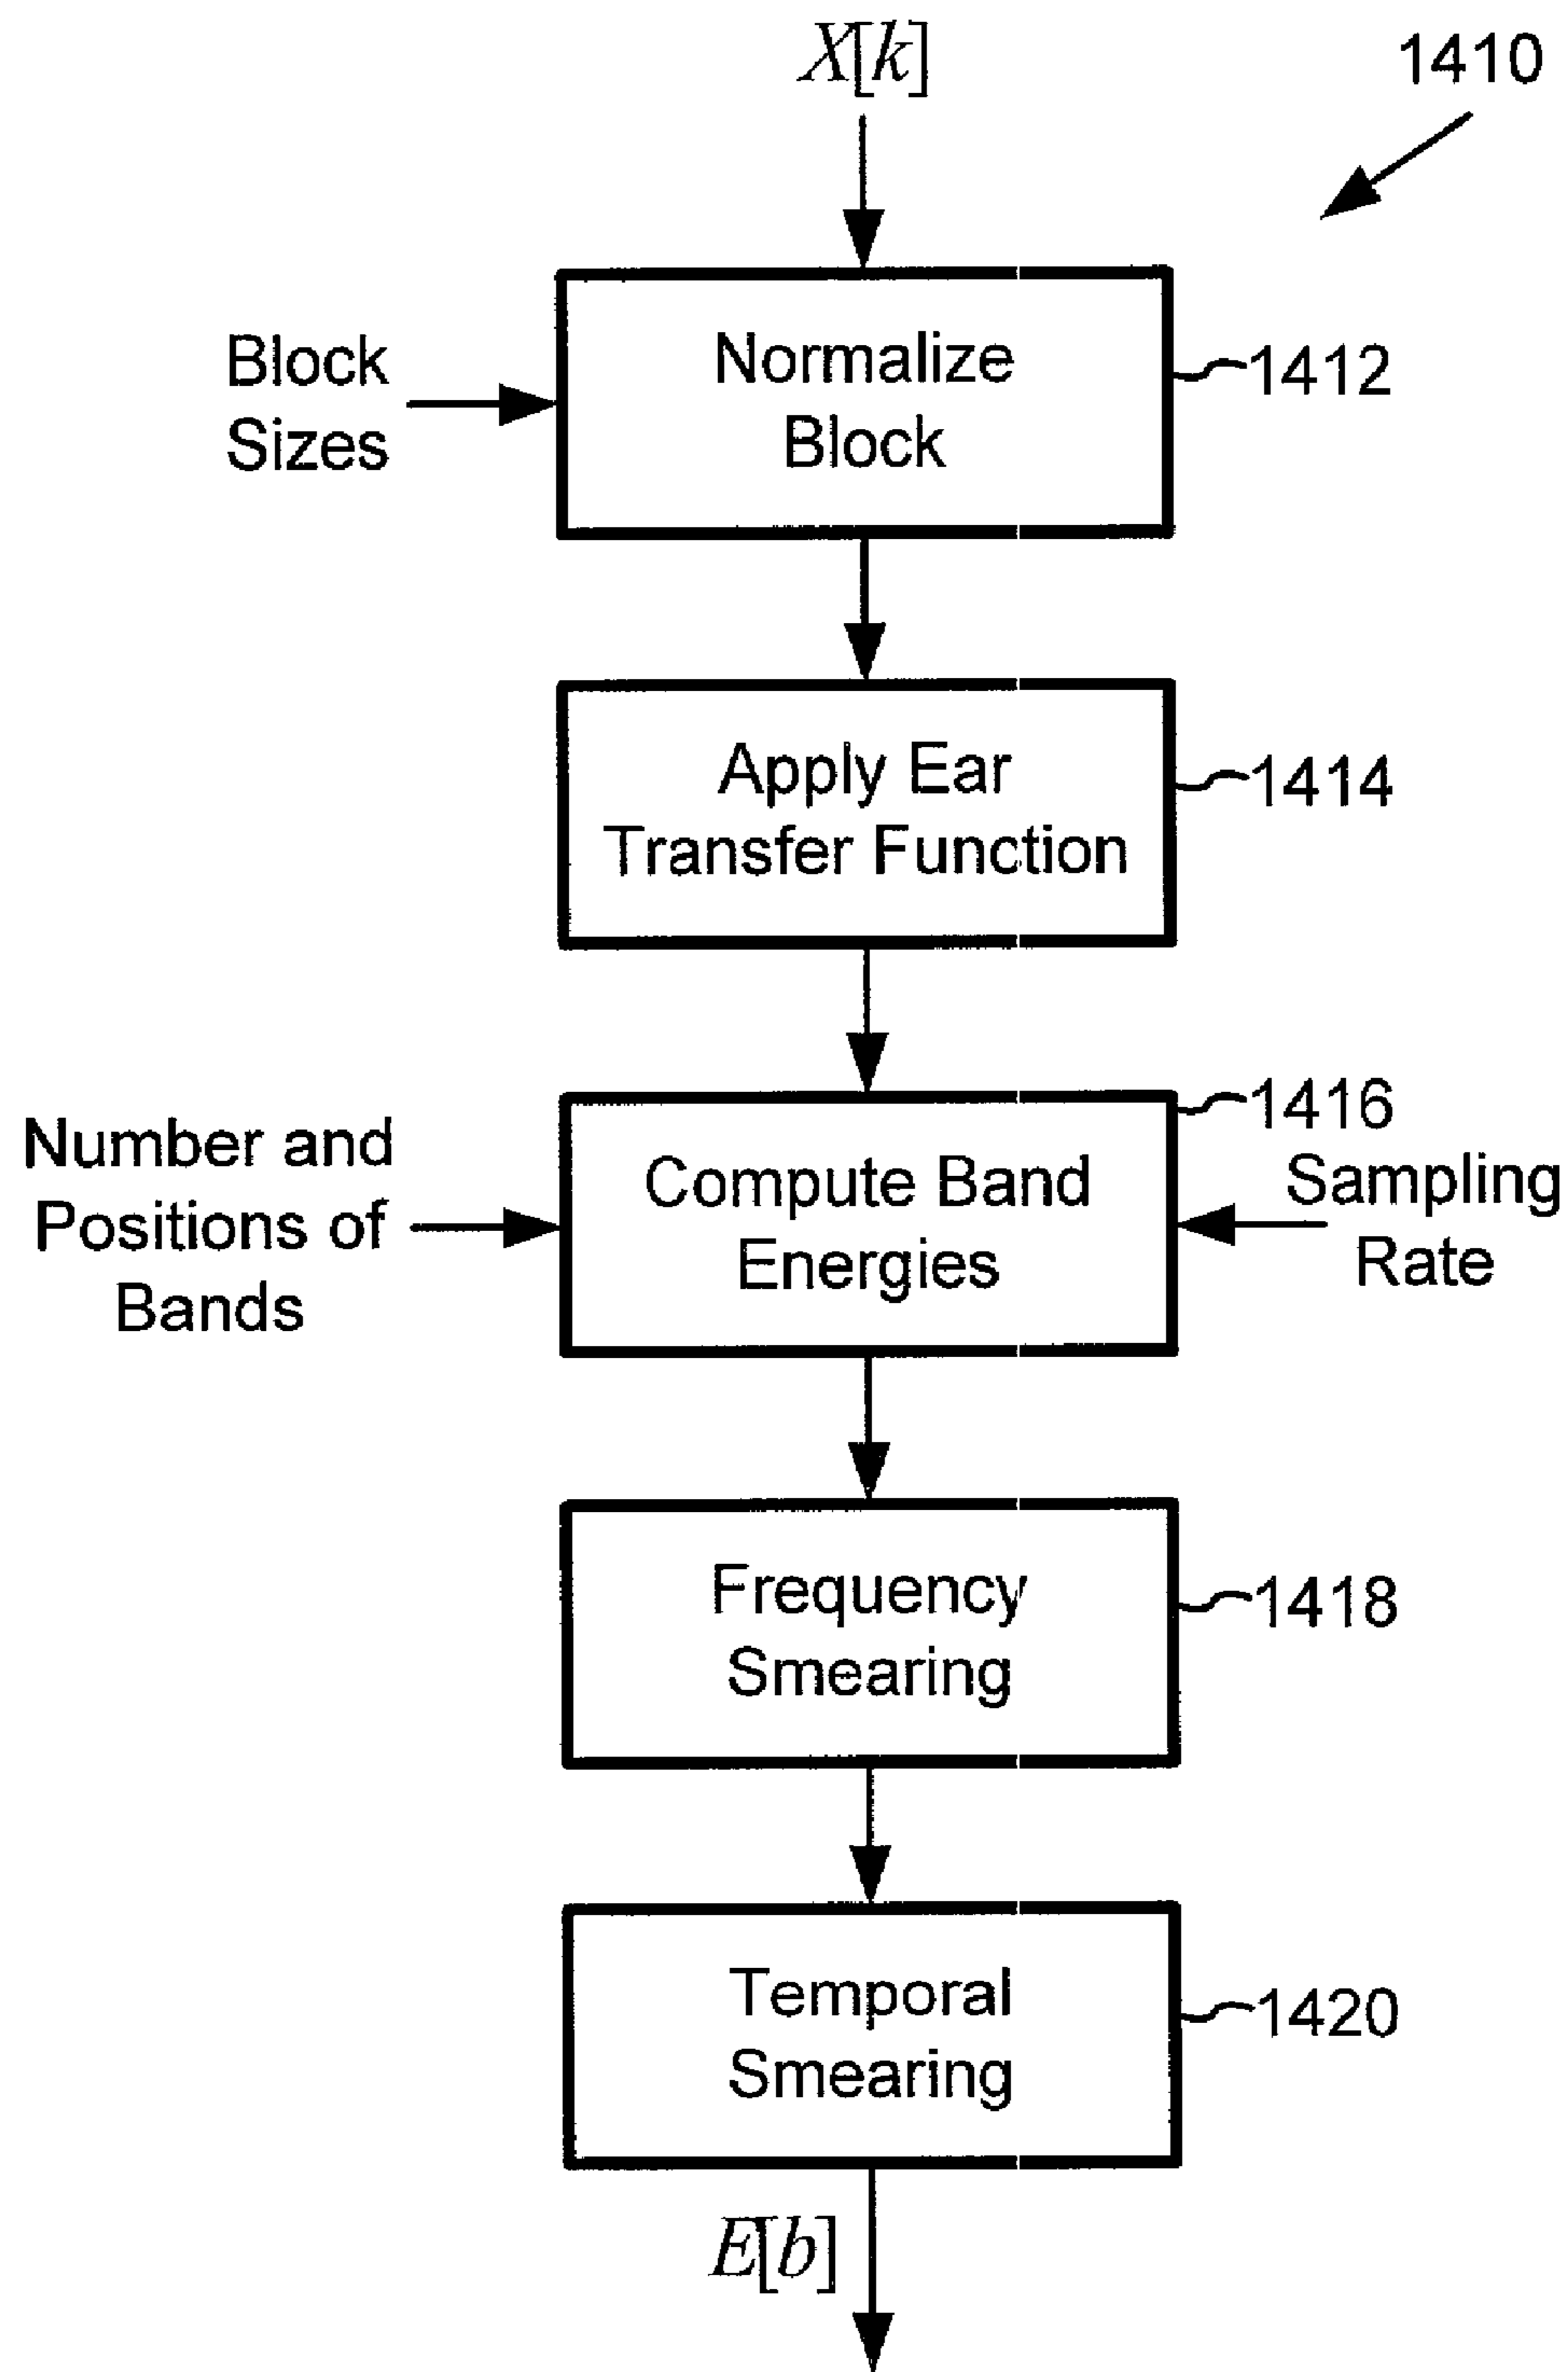 X[k]
1410
Block
Sizes
Normalize
Block
1412
Apply Ear
Transfer Function
1414
Number and
Positions of
Bands
Compute Band
Energies
1416
Sampling
Rate
Frequency
Smearing
1418
Temporal
Smearing
1420
E[b]